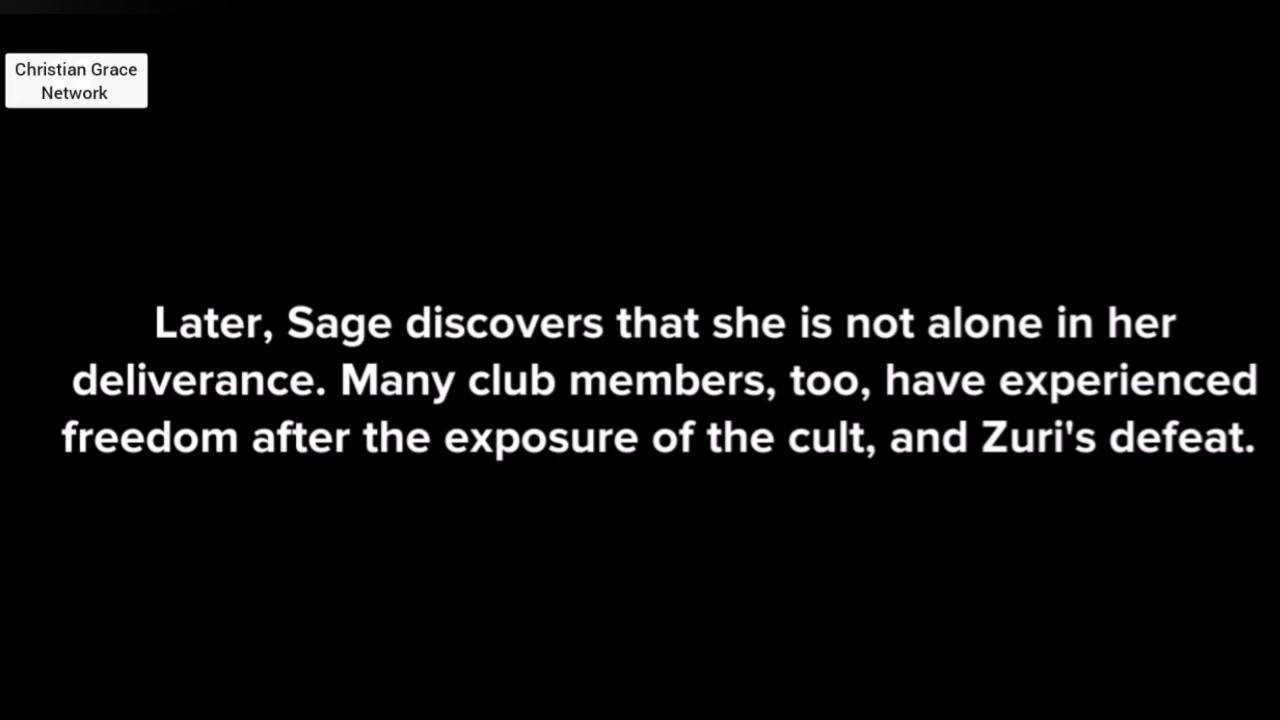 Christian Grace
Network
Later, Sage discovers that she is not alone in her
deliverance. Many club members, too, have experienced
freedom after the exposure of the cult, and Zuri's defeat.